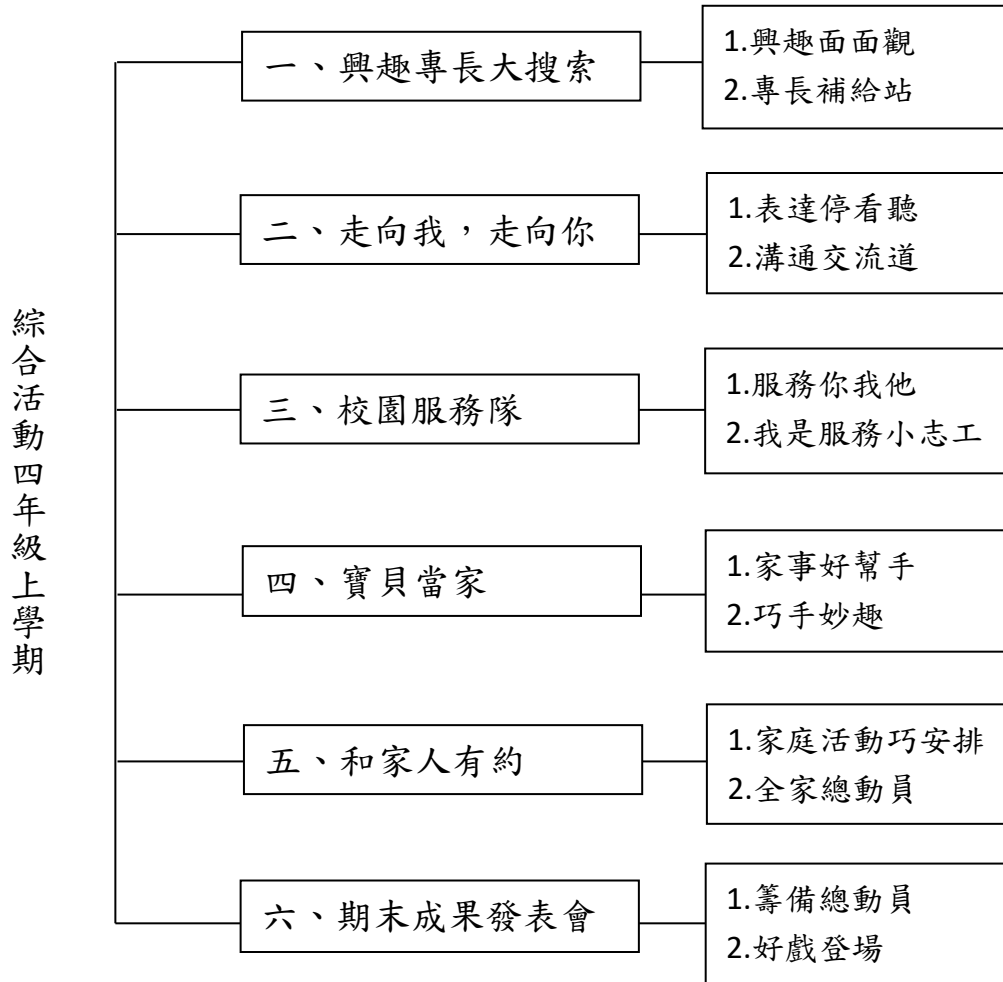 綜合活動四年級上學期
一、興趣專長大搜索
1.興趣面面觀
2.專長補給站
二、走向我，走向你
1.表達停看聽
2.溝通交流道
三、校園服務隊
1.服務你我他
2.我是服務小志工
四、寶貝當家
1.家事好幫手
2.巧手妙趣
五、和家人有約
1.家庭活動巧安排
2.全家總動員
六、期末成果發表會
1.籌備總動員
2.好戲登場